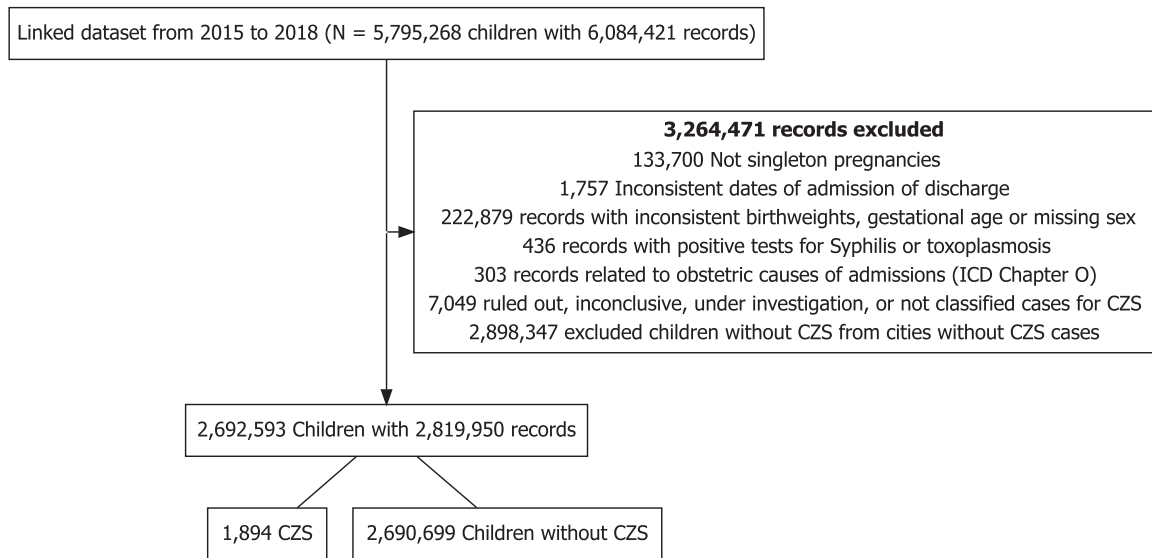 Linked dataset from 2015 to 2018 (N = 5,795,268 children with 6,084,421 records)
3,264,471 records excluded
133,700 Not singleton pregnancies
1,757 Inconsistent dates of admission of discharge
222,879 records with inconsistent birthweights, gestational age or missing sex
436 records with positive tests for Syphilis or toxoplasmosis
303 records related to obstetric causes of admissions (ICD Chapter O)
7,049 ruled out, inconclusive, under investigation, or not classified cases for CZS
2,898,347 excluded children without CZS from cities without CZS cases
2,692,593 Children with 2,819,950 records
1,894 CZS
2,690,699 Children without CZS